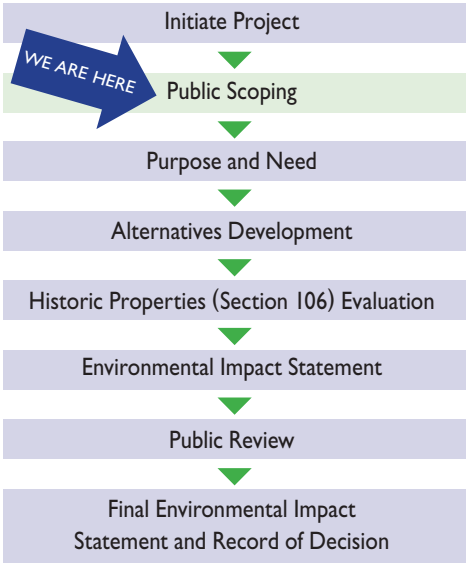 Initiate Project
WE ARE HERE
Public Scoping
Purpose and Need
Alternatives Development
Historic Properties (Section 106) Evaluation
Environmental Impact Statement
Public Review
Final Environmental Impact
Statement and Record of Decision